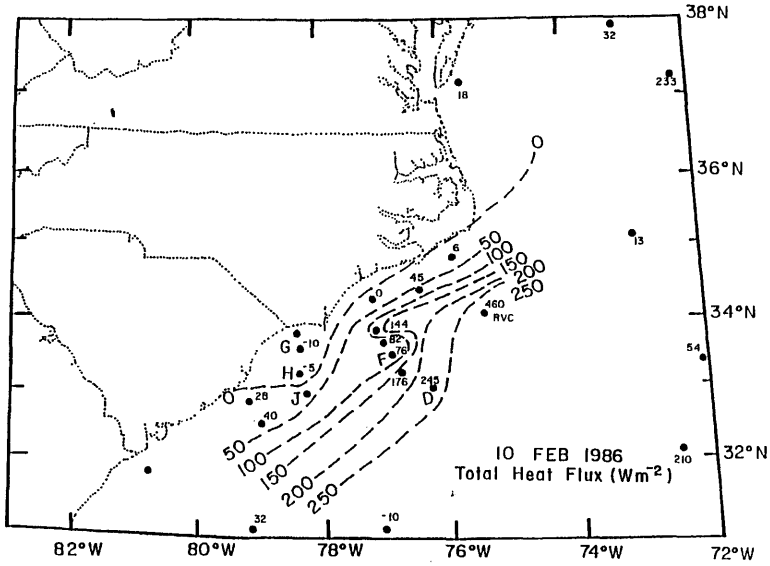 38°N
32
233
18
0
36°N
13
6
50
100
150
200
250
45
0
34°N
460
RVC
144
82
F 76
G -10
H -5
54
176
245
D
J
0
28
40
50
100
150
200
250
10 FEB 1986
Total Heat Flux (Wm-2)
32°N
210
32
-10
82°W
80°W
78°W
76°W
74°W
72°W